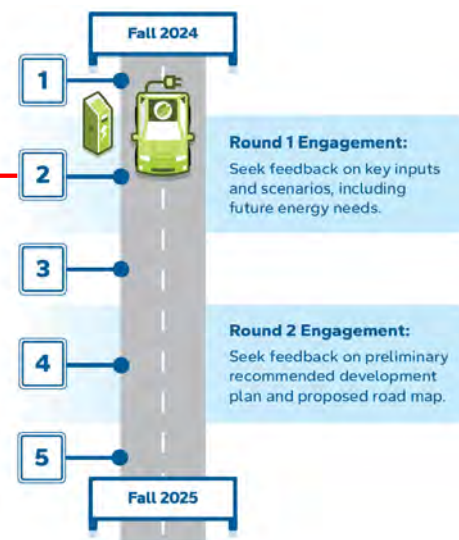 Fall 2024
1
2
Round 1 Engagement:
Seek feedback on key inputs
and scenarios, including
future energy needs.
3
4
Round 2 Engagement:
Seek feedback on preliminary
recommended development
plan and proposed road map.
5
Fall 2025